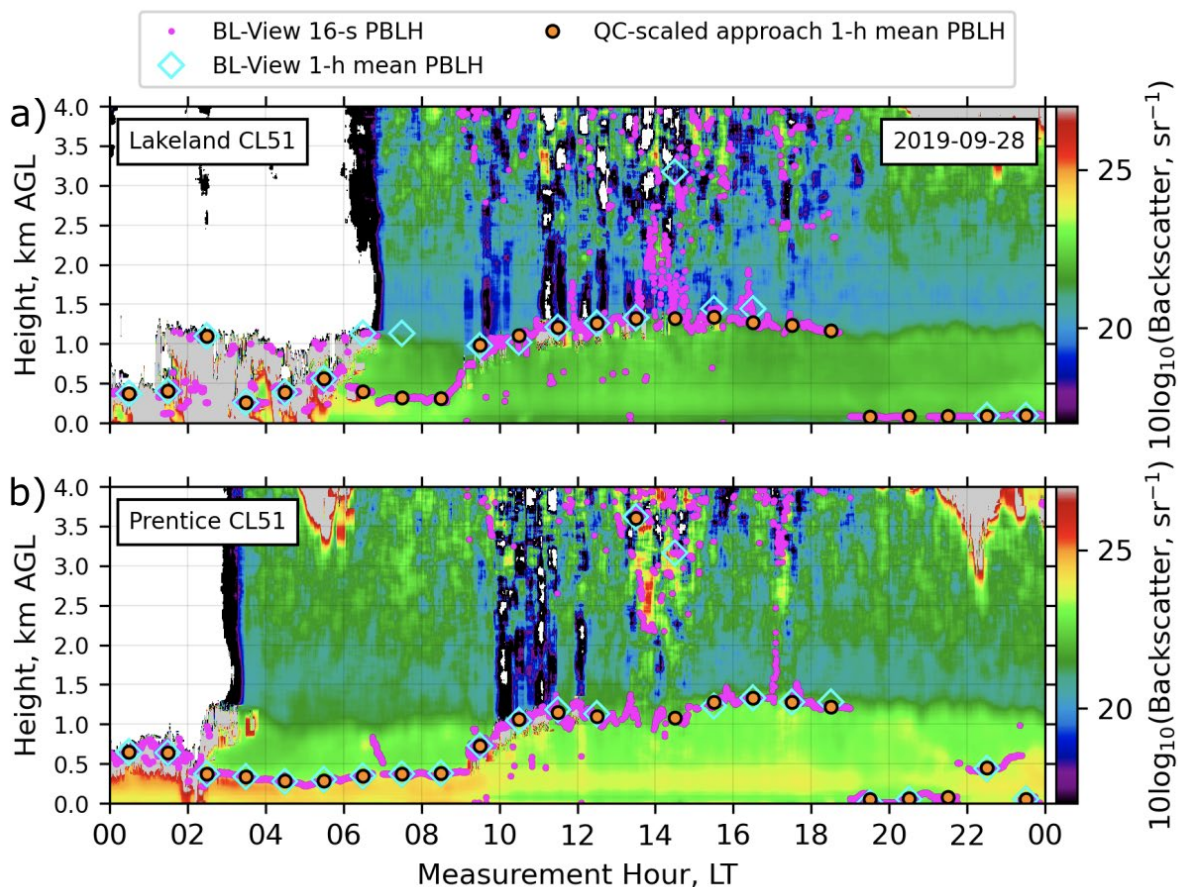 BL-View 16-s PBLH
QC-scaled approach 1-h mean PBLH
BL-View 1-h mean PBLH
a)
Lakeland CL51
2019-09-28
Height, km AGL
4.0
3.5
3.0
2.5
2.0
1.5
1.0
0.5
0.0
25
20
10log₁₀(Backscatter, sr⁻¹)
b)
Prentice CL51
Height, km AGL
4.0
3.5
3.0
2.5
2.0
1.5
1.0
0.5
0.0
25
20
10log₁₀(Backscatter, sr⁻¹)
00 02 04 06 08 10 12 14 16 18 20 22 00
Measurement Hour, LT